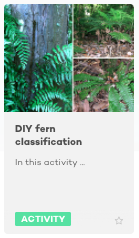 DIY fern
classification
In this activity ...
ACTIVITY